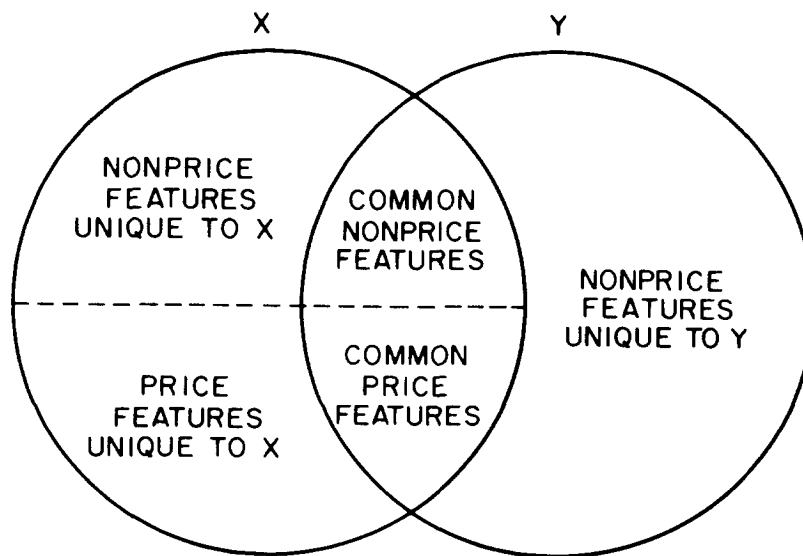 X
Y
NONPRICE
FEATURES
UNIQUE TO X
COMMON
NONPRICE
FEATURES
NONPRICE
FEATURES
UNIQUE TO Y
PRICE
FEATURES
UNIQUE TO X
COMMON
PRICE
FEATURES